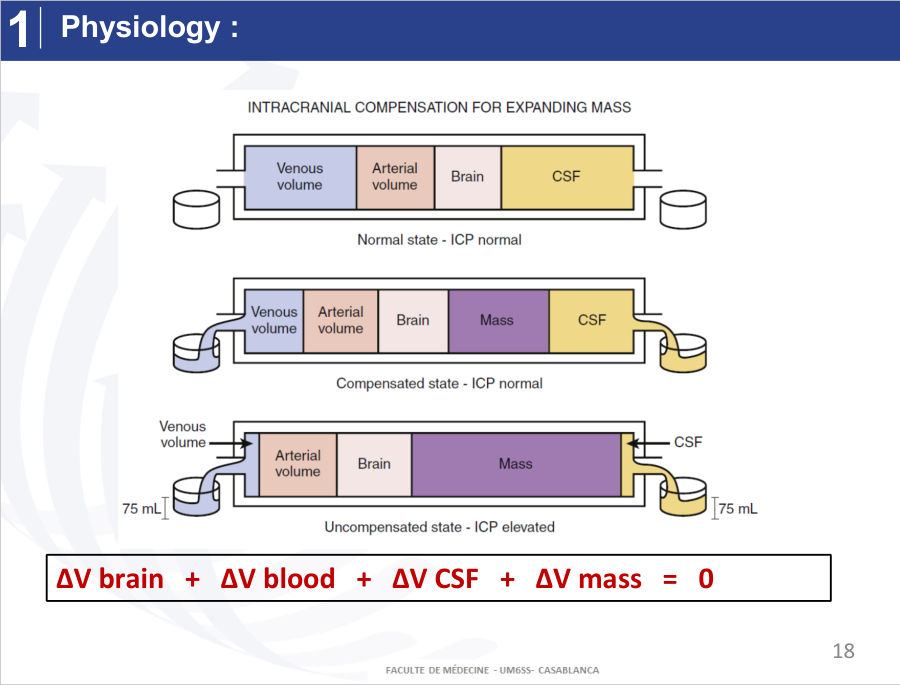 1
Physiology :
INTRACRANIAL COMPENSATION FOR EXPANDING MASS
Venous
volume
Arterial
volume
Brain
CSF
Normal state - ICP normal
Venous
volume
Arterial
volume
Brain
Mass
CSF
Compensated state - ICP normal
Venous
volume
Arterial
volume
Brain
Mass
CSF
75 mL
75 mL
Uncompensated state - ICP elevated
ΔV brain + ΔV blood + ΔV CSF + ΔV mass = 0
18
FACULTE DE MÉDECINE - UM6SS- CASABLANCA